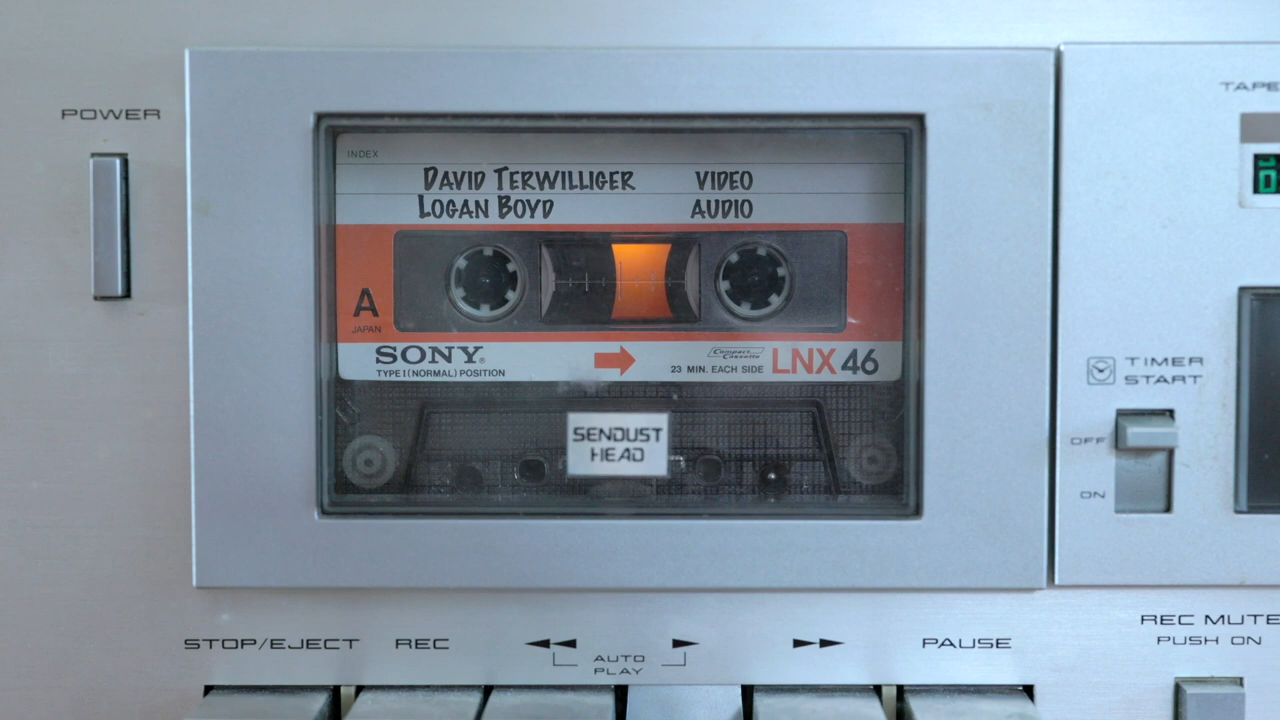 POWER
INDEX
DAVID TERWILLIGER VIDEO
LOGAN BOYD AUDIO
A
JAPAN
SONY®
TYPE I (NORMAL) POSITION
Compact Cassette
23 MIN. EACH SIDE LNX 46
SENDUST
HEAD
TAPE
TIMER
START
OFF
ON
STOP/EJECT
REC
AUTO
PLAY
PAUSE
REC MUTE
PUSH ON